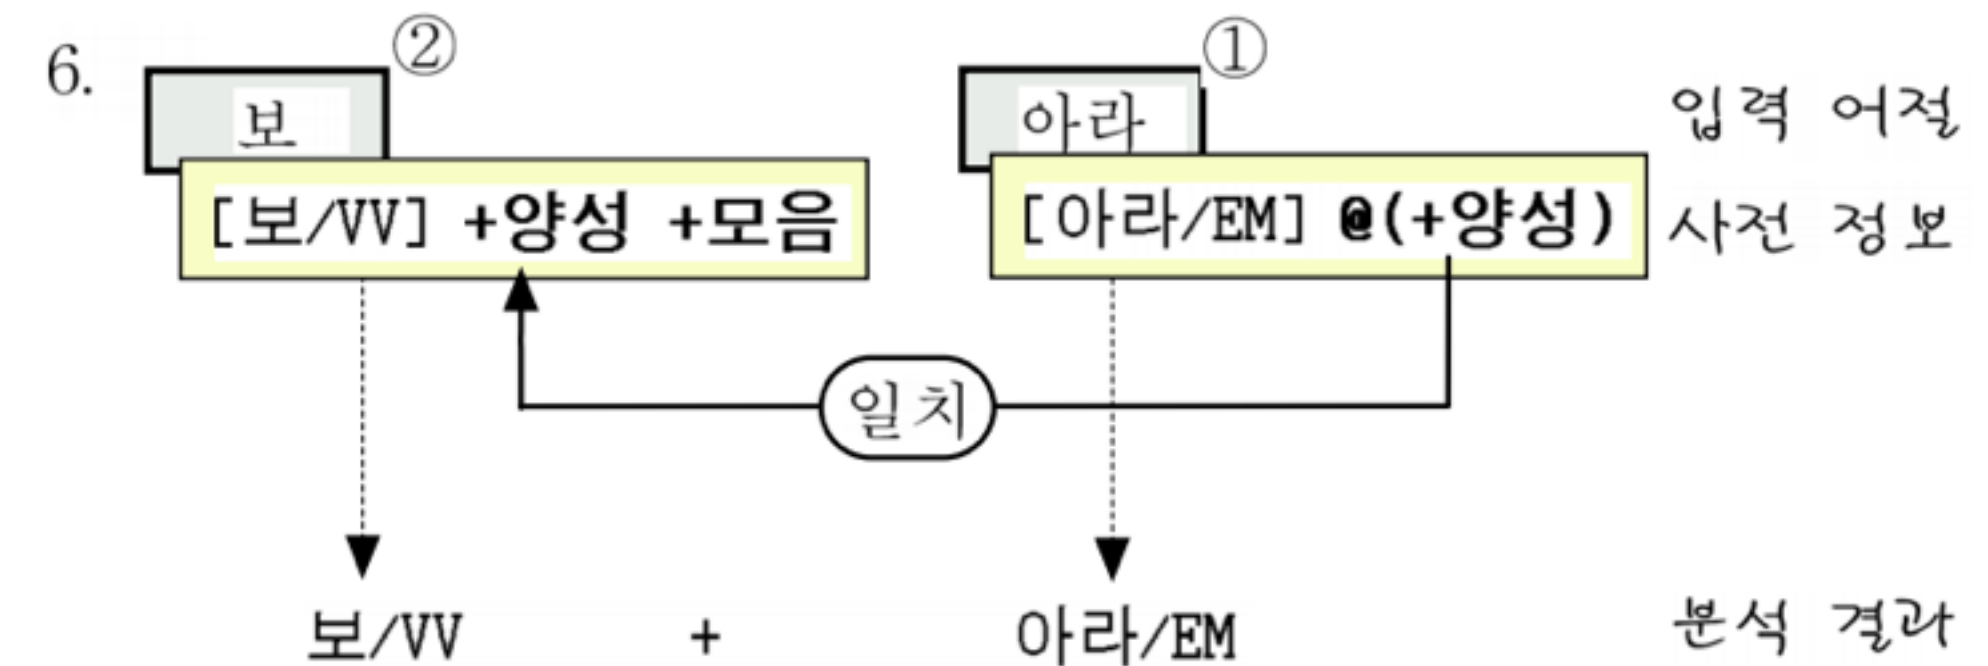 6. 보 ② 아라 ① 입력 어절
[보/VV] +양성 +모음 [아라/EM] @(+양성) 사전 정보
일치
보/VV + 아라/EM 분석 결과